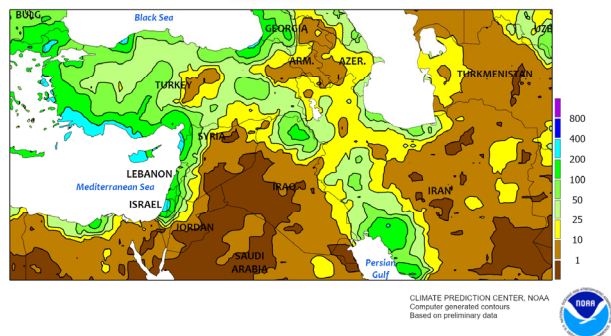 BULG.
Black Sea
GEORGIA
UZB
ARM.
AZER.
TURKMENISTAN
TURKEY
SYRIA
LEBANON
Mediterranean Sea
IRAQ
IRAN
ISRAEL
JORDAN
SAUDI
ARABIA
Persian
Gulf
800
400
200
100
50
25
10
1
CLIMATE PREDICTION CENTER, NOAA
Computer generated contours
Based on preliminary data
NOAA